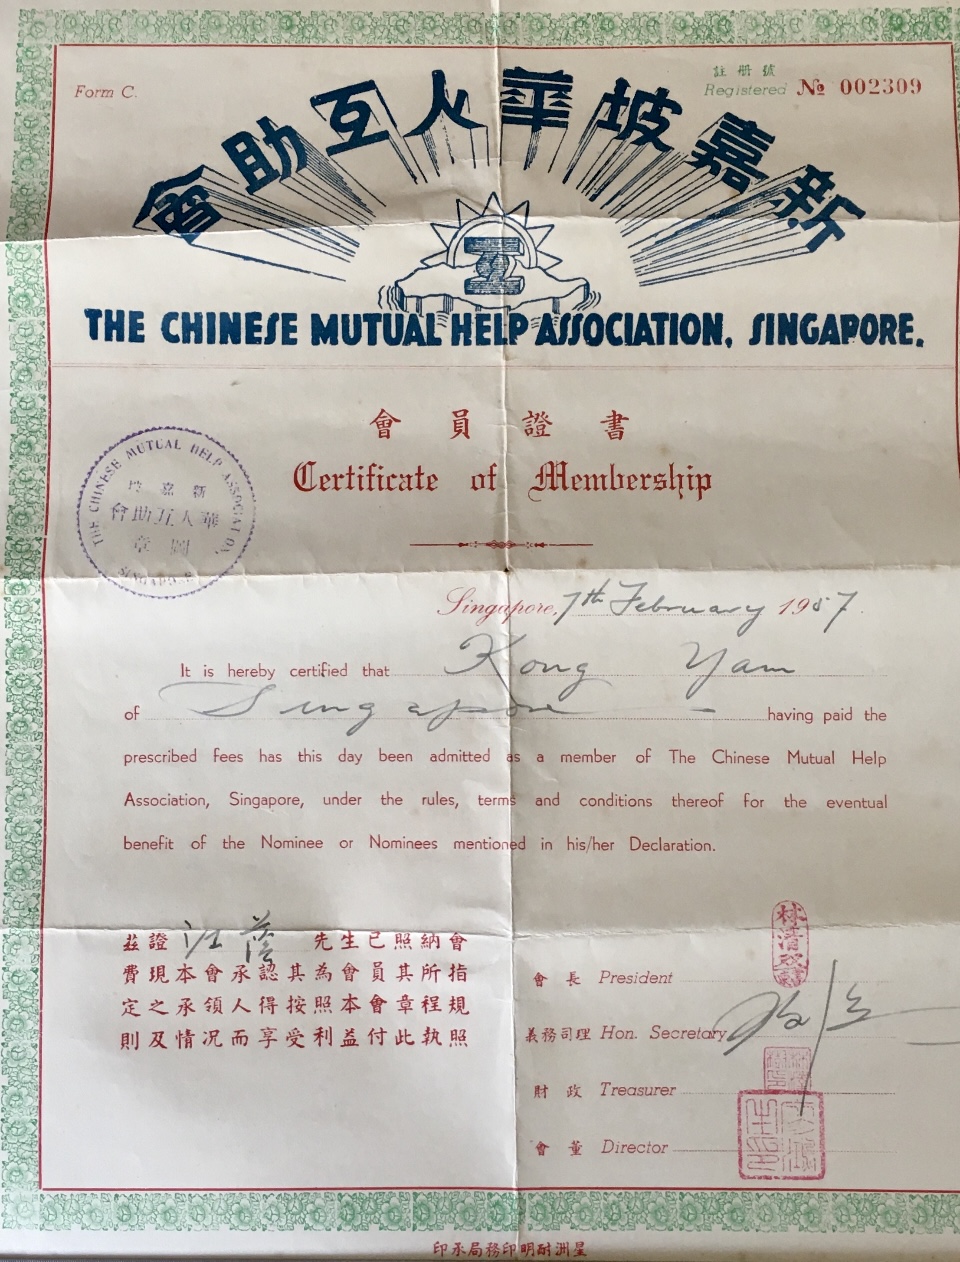 Form C.
註冊號
Registered № 002309
新嘉坡華人互助會
互
THE CHINESE MUTUAL HELP ASSOCIATION, SINGAPORE.
會員證書
Certificate of Membership
THE CHINESE MUTUAL HELP ASSOCIATION
新嘉坡
華人互助會
圖章
SINGAPORE
Singapore, 7th February 1957.
It is hereby certified that Kong Yam
of Singapore having paid the
prescribed fees has this day been admitted as a member of The Chinese Mutual Help
Association, Singapore, under the rules, terms and conditions thereof for the eventual
benefit of the Nominee or Nominees mentioned in his/her Declaration.
茲證 江蔭 先生已照納會
費現本會承認其為會員其所指
定之承領人得按照本會章程規
則及情况而享受利益付此執照
會長 President
義務司理 Hon. Secretary
財政 Treasurer
會董 Director
星洲耐明印務局承印